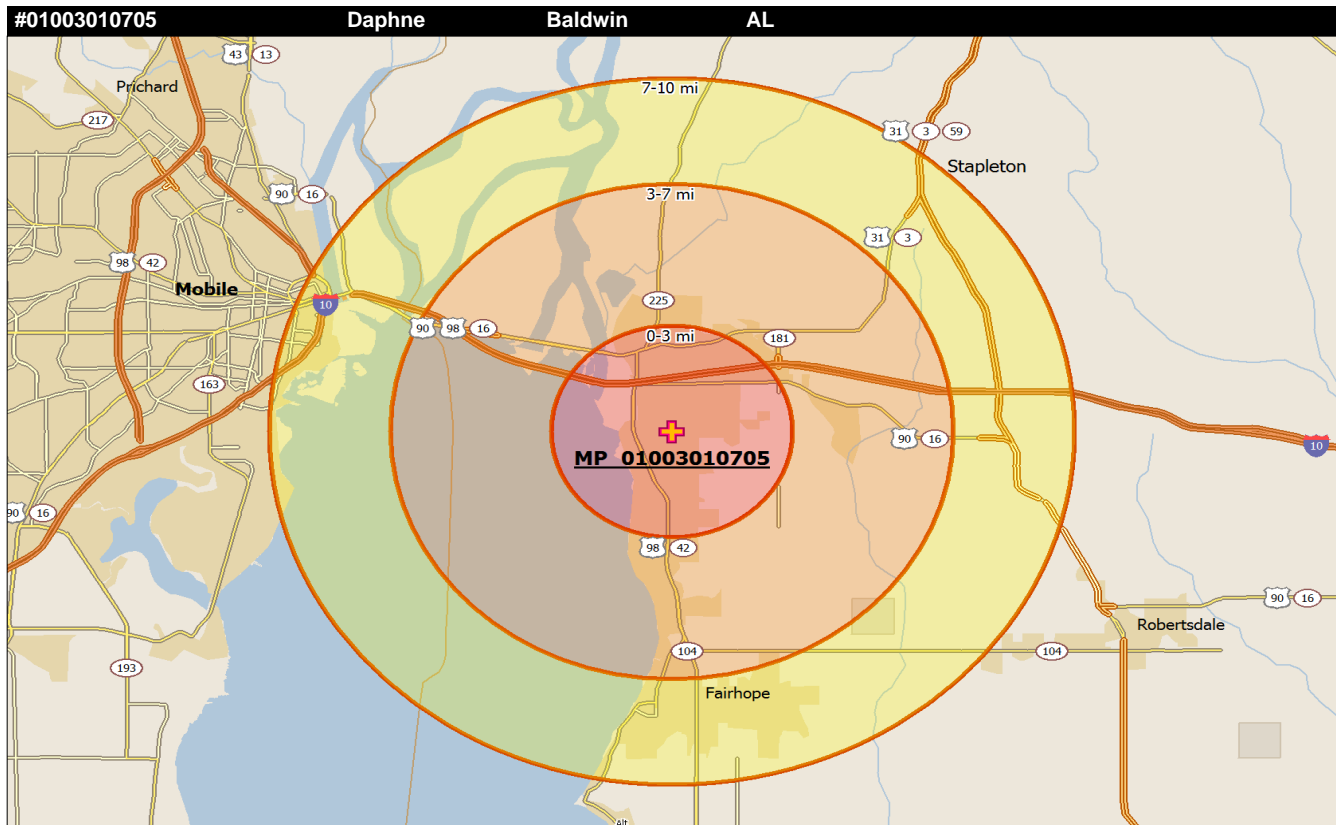 #01003010705 Daphne Baldwin AL
43 13
Prichard
7-10 mi
217
31 3 59
Stapleton
90 16
3-7 mi
31 3
98 42
Mobile
10
225
90 98 16
0-3 mi
181
163
90 16
10
MP 01003010705
90 16
98 42
90 16
Robertsdale
104
104
193
Fairhope
Alt